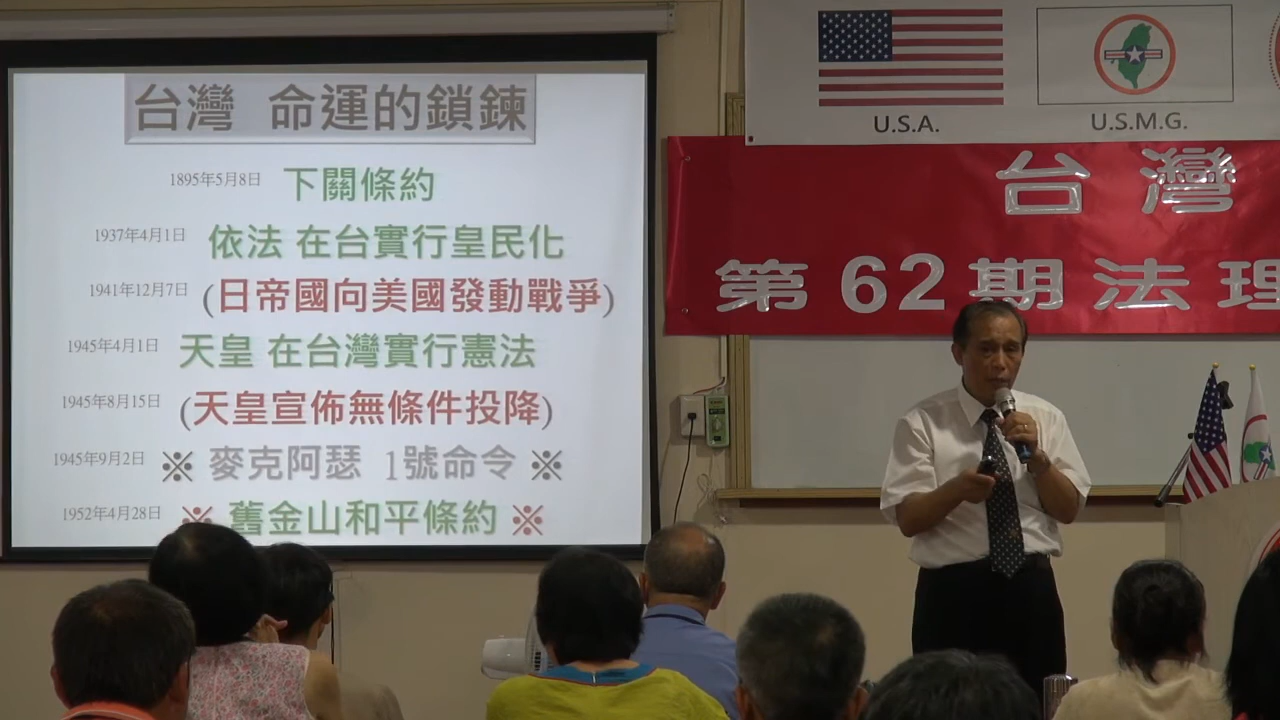 台灣 命運的鎖鍊
1895年5月8日 下關條約
1937年4月1日 依法 在台實行皇民化
1941年12月7日 (日帝國向美國發動戰爭)
1945年4月1日 天皇 在台灣實行憲法
1945年8月15日 (天皇宣佈無條件投降)
1945年9月2日 ※ 麥克阿瑟 1號命令 ※
1952年4月28日 ※ 舊金山和平條約 ※
U.S.A.
U.S.M.G.
台灣
第62期法理